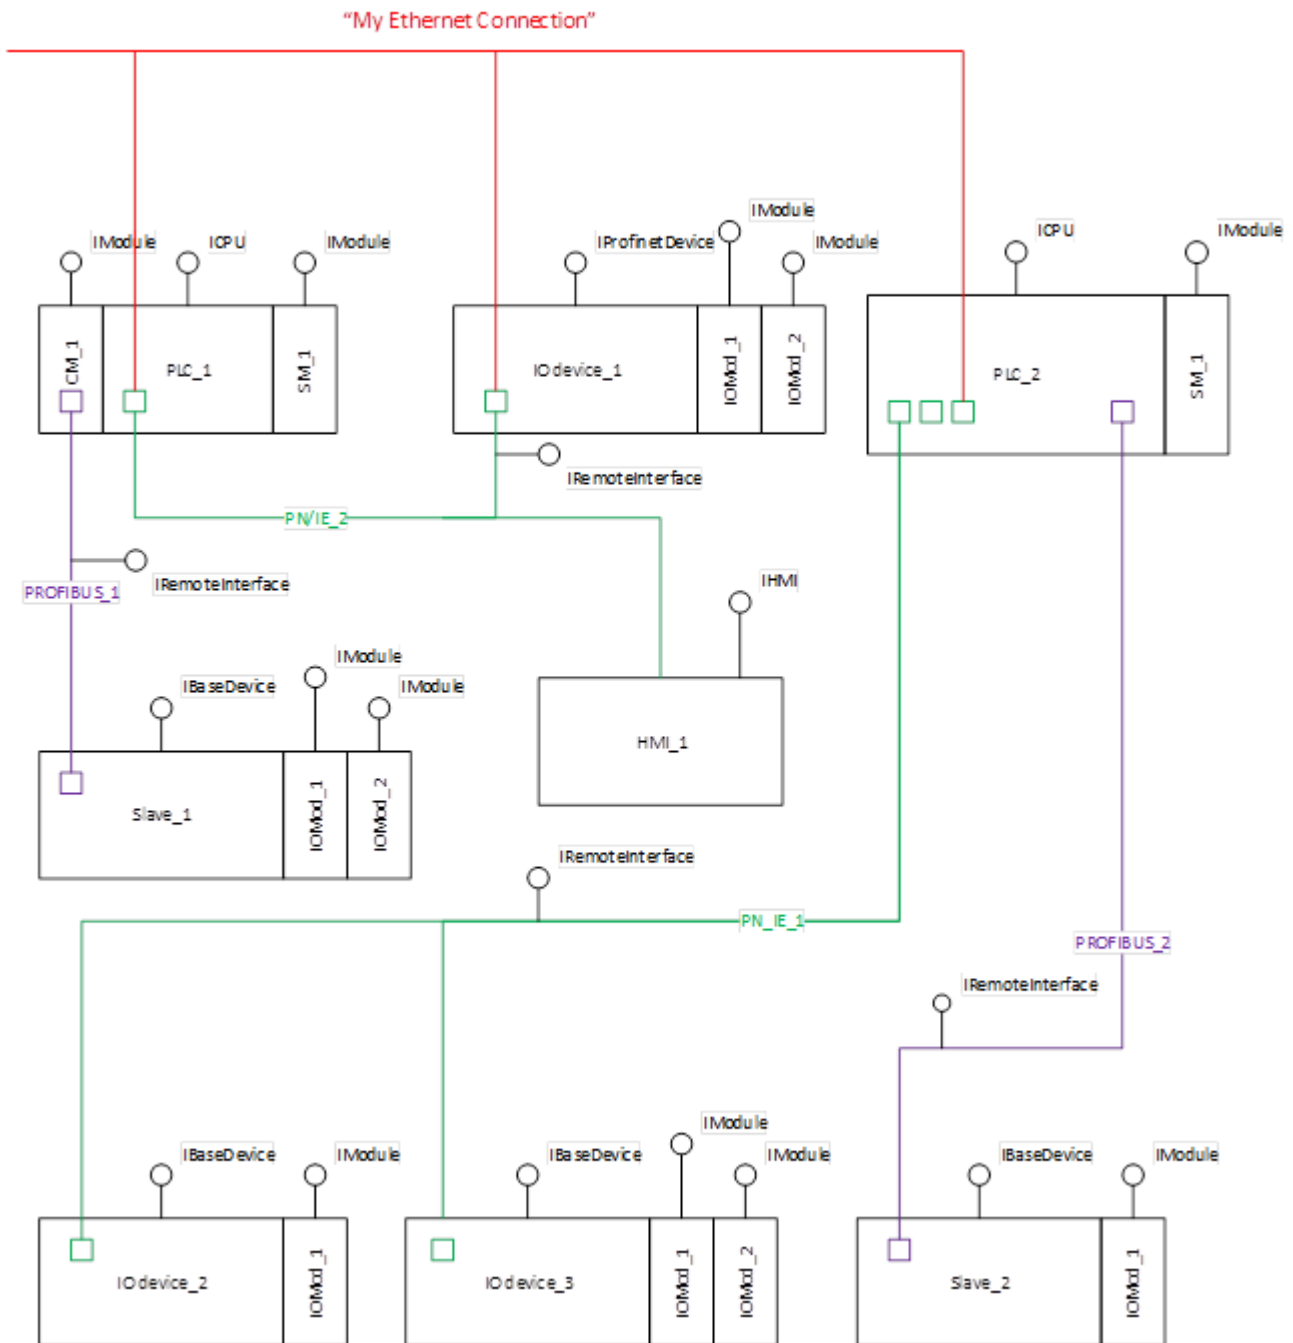 “My Ethernet Connection”
IModule
ICPU
IModule
IProfinetDevice
IModule
IModule
ICPU
IModule
CM_1
PLC_1
SM_1
IOdevice_1
IOMod_1
IOMod_2
PLC_2
SM_1
IRemoteInterface
PN/IE_2
IRemoteInterface
PROFIBUS_1
IHMI
IBaseDevice
IModule
IModule
HMI_1
Slave_1
IOMod_1
IOMod_2
IRemoteInterface
PN_IE_1
PROFIBUS_2
IRemoteInterface
IBaseDevice
IModule
IBaseDevice
IModule
IModule
IBaseDevice
IModule
IOdevice_2
IOMod_1
IOdevice_3
IOMod_1
IOMod_2
Slave_2
IOMod_1